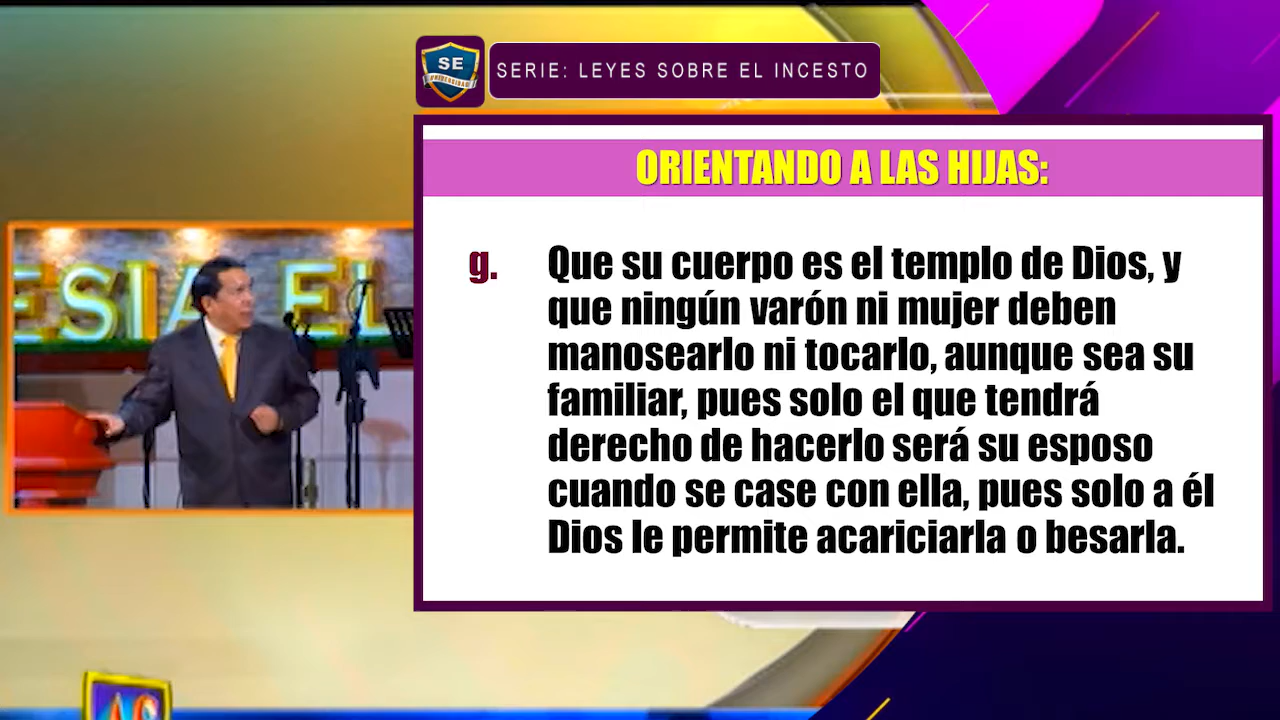 SE
UNIVERSIDAD
SERIE: LEYES SOBRE EL INCESTO
ORIENTANDO A LAS HIJAS:
g. Que su cuerpo es el templo de Dios, y
que ningún varón ni mujer deben
manosearlo ni tocarlo, aunque sea su
familiar, pues solo el que tendrá
derecho de hacerlo será su esposo
cuando se case con ella, pues solo a él
Dios le permite acariciarla o besarla.
ESIA EL